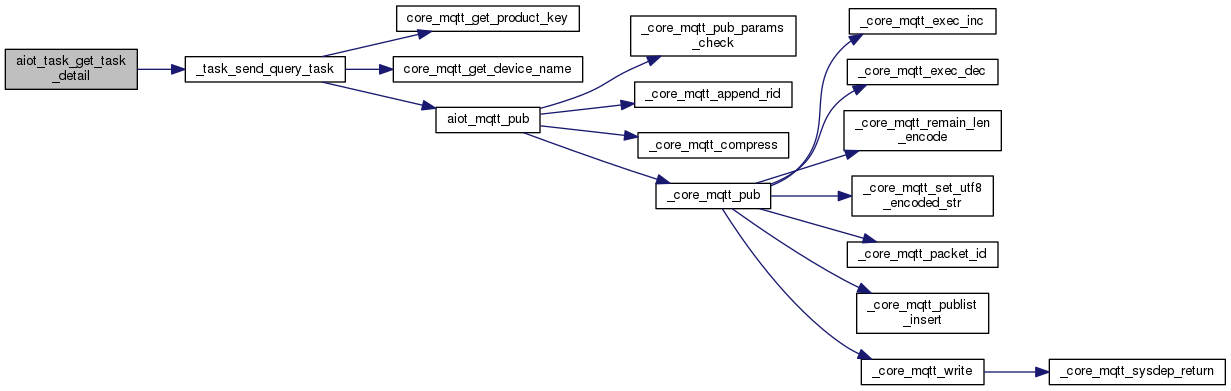 aiot_task_get_task
_detail
_task_send_query_task
core_mqtt_get_product_key
core_mqtt_get_device_name
aiot_mqtt_pub
_core_mqtt_pub_params
_check
_core_mqtt_append_rid
_core_mqtt_compress
_core_mqtt_pub
_core_mqtt_exec_inc
_core_mqtt_exec_dec
_core_mqtt_remain_len
_encode
_core_mqtt_set_utf8
_encoded_str
_core_mqtt_packet_id
_core_mqtt_publist
_insert
_core_mqtt_write
_core_mqtt_sysdep_return